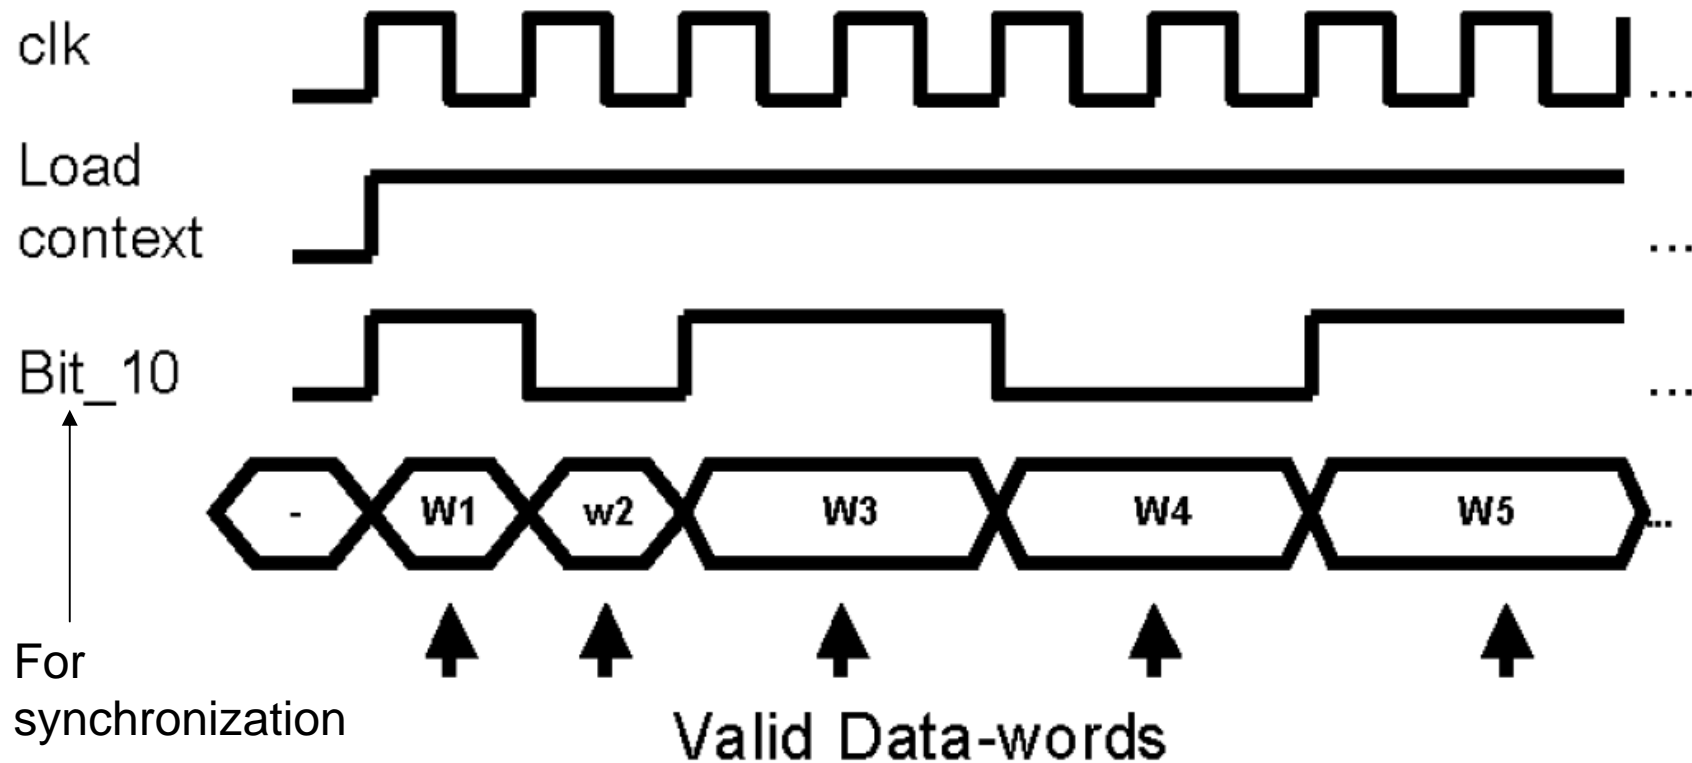 clk
...
Load
context
...
Bit_10
...
- W1 w2 W3 W4 W5 ...
For
synchronization
Valid Data-words